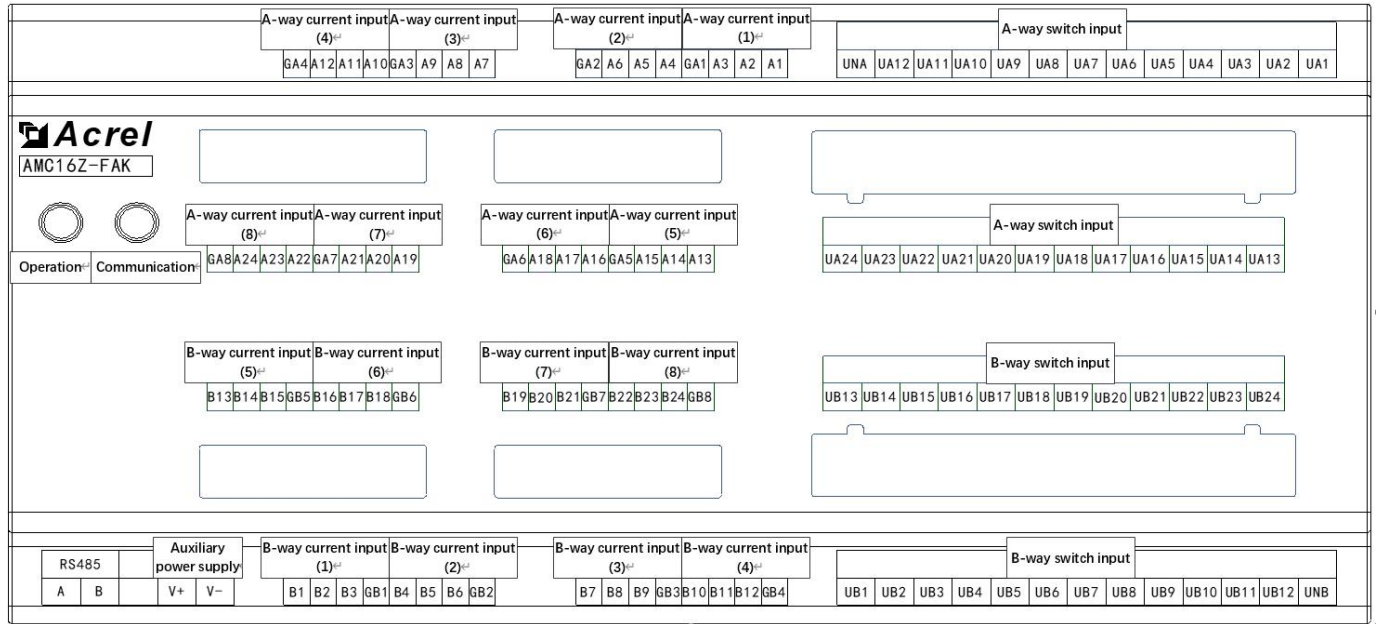 A-way current input A-way current input A-way current input A-way current input A-way switch input
(4)↵ (3)↵ (2)↵ (1)↵
GA4 A12 A11 A10 GA3 A9 A8 A7 GA2 A6 A5 A4 GA1 A3 A2 A1 UNA UA12 UA11 UA10 UA9 UA8 UA7 UA6 UA5 UA4 UA3 UA2 UA1
Acrel
AMC16Z-FAK
A-way current input A-way current input A-way current input A-way current input A-way switch input
(8)↵ (7)↵ (6)↵ (5)↵
Operation↵ Communication↵ GA8 A24 A23 A22 GA7 A21 A20 A19 GA6 A18 A17 A16 GA5 A15 A14 A13 UA24 UA23 UA22 UA21 UA20 UA19 UA18 UA17 UA16 UA15 UA14 UA13
B-way current input B-way current input B-way current input B-way current input B-way switch input
(5)↵ (6)↵ (7)↵ (8)↵
B13 B14 B15 GB5 B16 B17 B18 GB6 B19 B20 B21 GB7 B22 B23 B24 GB8 UB13 UB14 UB15 UB16 UB17 UB18 UB19 UB20 UB21 UB22 UB23 UB24
RS485 Auxiliary B-way current input B-way current input B-way current input B-way current input B-way switch input
power supply↵ (1)↵ (2)↵ (3)↵ (4)↵
A B V+ V- B1 B2 B3 GB1 B4 B5 B6 GB2 B7 B8 B9 GB3 B10 B11 B12 GB4 UB1 UB2 UB3 UB4 UB5 UB6 UB7 UB8 UB9 UB10 UB11 UB12 UNB